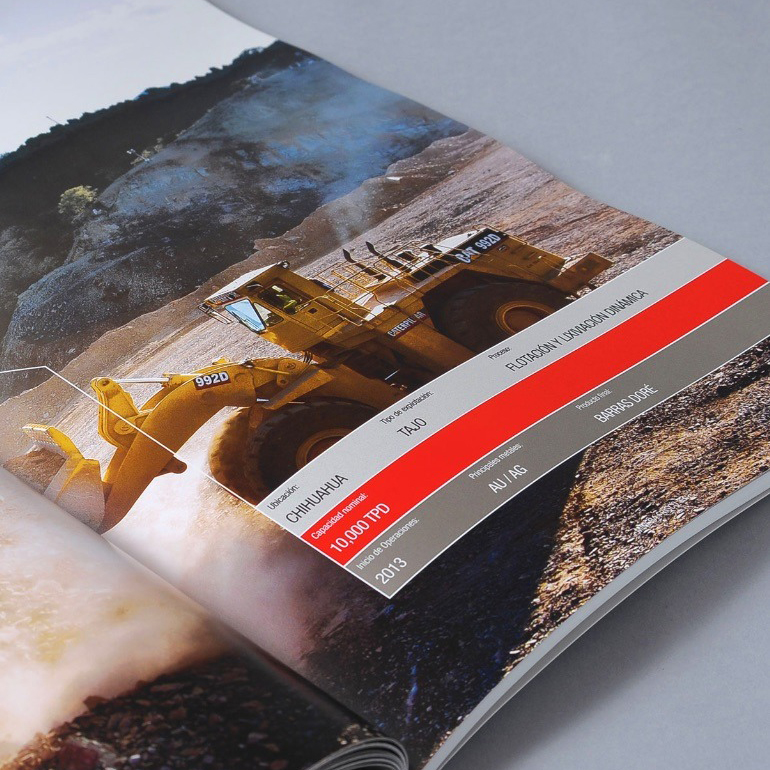 CAT 992D
CATERPILLAR
992D
Ubicación:
CHIHUAHUA
Tipo de explotación:
TAJO
Proceso:
FLOTACIÓN Y LIXIVIACIÓN DINÁMICA
Capacidad nominal:
10,000 TPD
Inicio de Operaciones:
2013
Principales metales:
AU / AG
Producto final:
BARRAS DORÉ